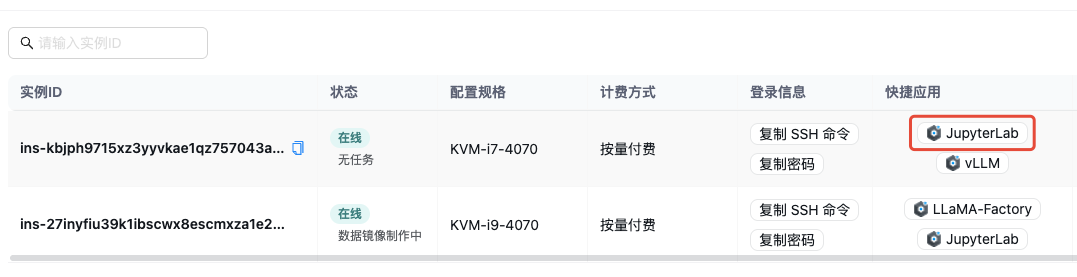 请输入实例ID
实例ID 状态 配置规格 计费方式 登录信息 快捷应用
ins-kbjph9715xz3yyvkae1qz757043a... 在线 无任务 KVM-i7-4070 按量付费 复制 SSH 命令 复制密码 JupyterLab vLLM
ins-27inyfiu39k1ibscwx8escmxza1e2... 在线 数据镜像制作中 KVM-i9-4070 按量付费 复制 SSH 命令 复制密码 LLaMA-Factory JupyterLab